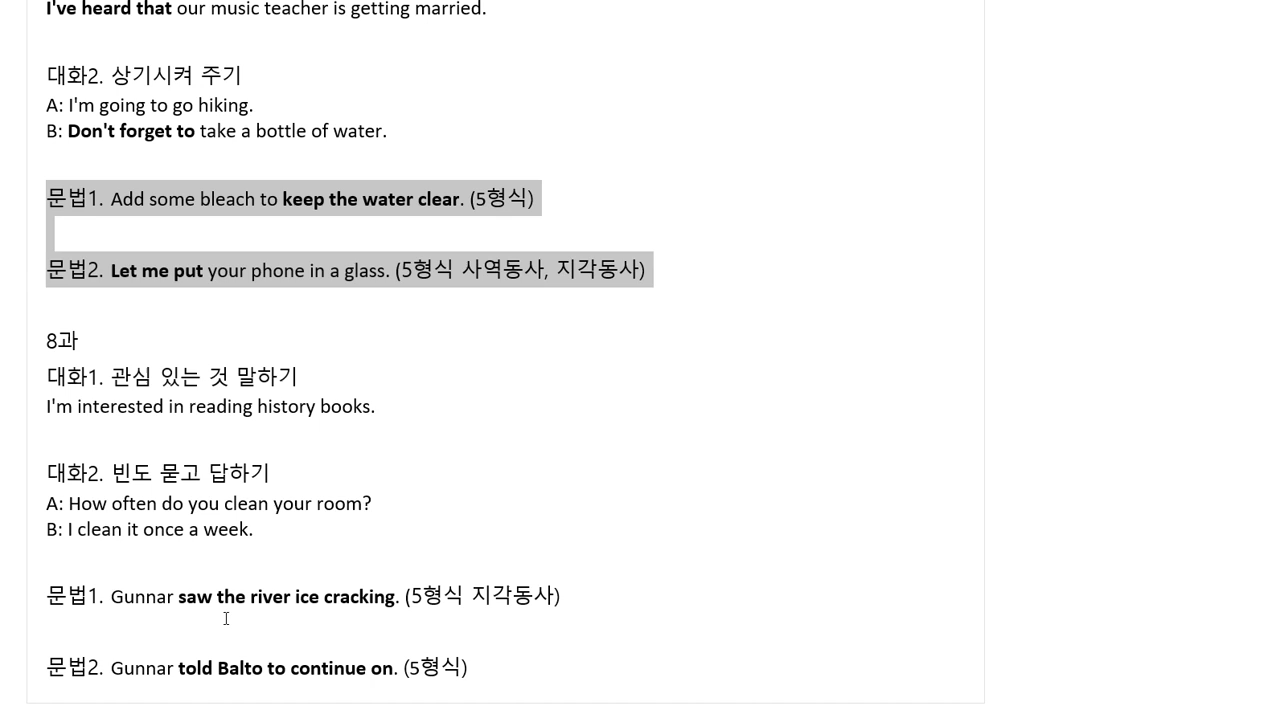 I've heard that our music teacher is getting married.
대화2. 상기시켜 주기
A: I'm going to go hiking.
B: Don't forget to take a bottle of water.
문법1. Add some bleach to keep the water clear. (5형식)
문법2. Let me put your phone in a glass. (5형식 사역동사, 지각동사)
8과
대화1. 관심 있는 것 말하기
I'm interested in reading history books.
대화2. 빈도 묻고 답하기
A: How often do you clean your room?
B: I clean it once a week.
문법1. Gunnar saw the river ice cracking. (5형식 지각동사)
문법2. Gunnar told Balto to continue on. (5형식)